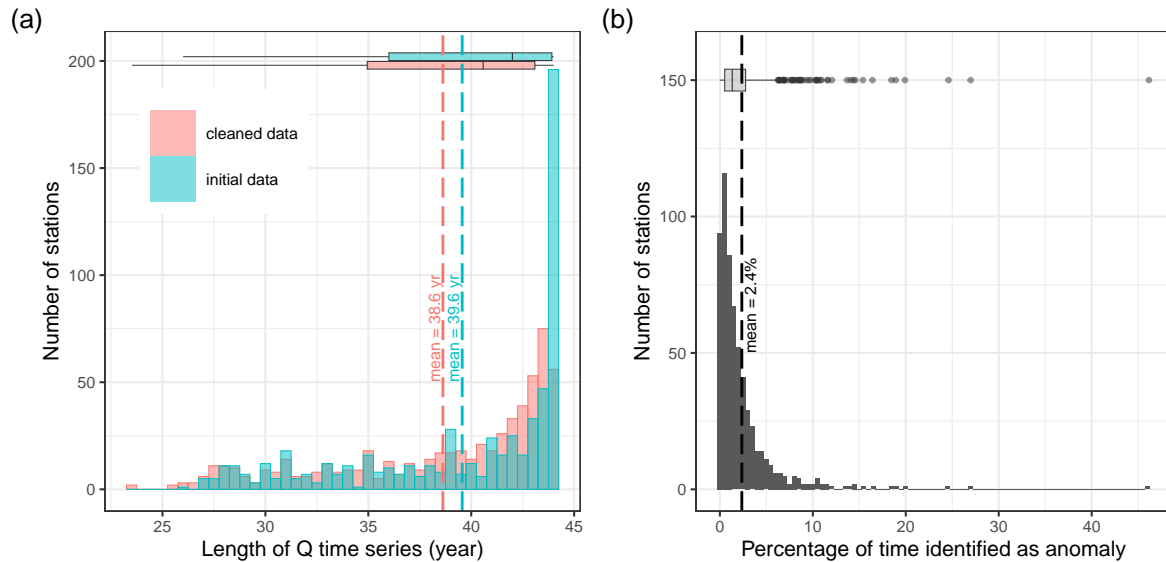 (a)
200
150
100
50
0
Number of stations
cleaned data
initial data
mean = 38.6 yr
mean = 39.6 yr
25
30
35
40
45
Length of Q time series (year)
(b)
150
100
50
0
Number of stations
mean = 2.4%
0
10
20
30
40
Percentage of time identified as anomaly